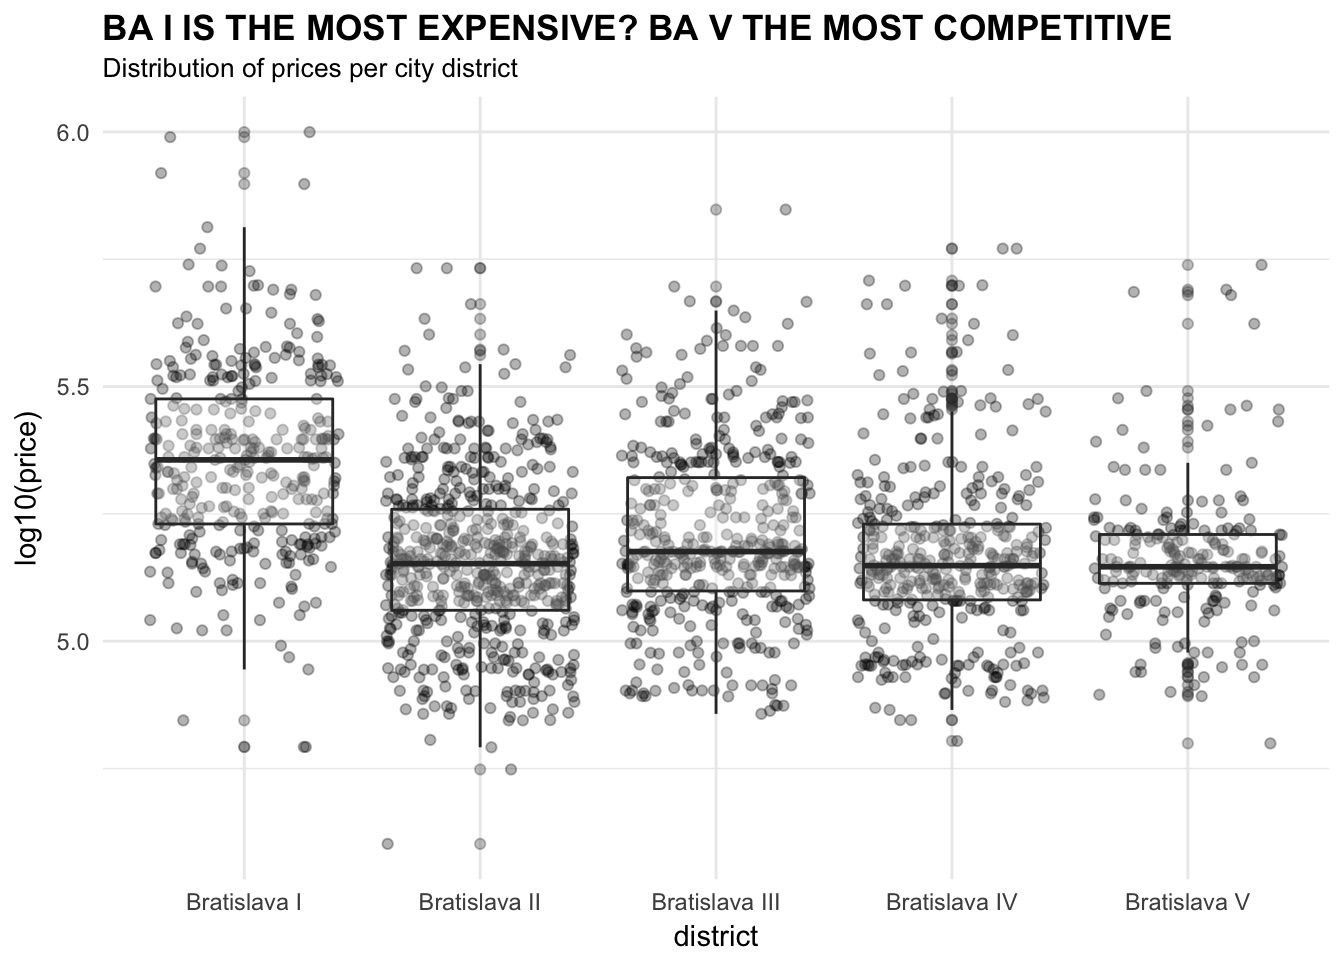 BA I IS THE MOST EXPENSIVE? BA V THE MOST COMPETITIVE
Distribution of prices per city district
6.0
5.5
5.0
log10(price)
Bratislava I
Bratislava II
Bratislava III
Bratislava IV
Bratislava V
district